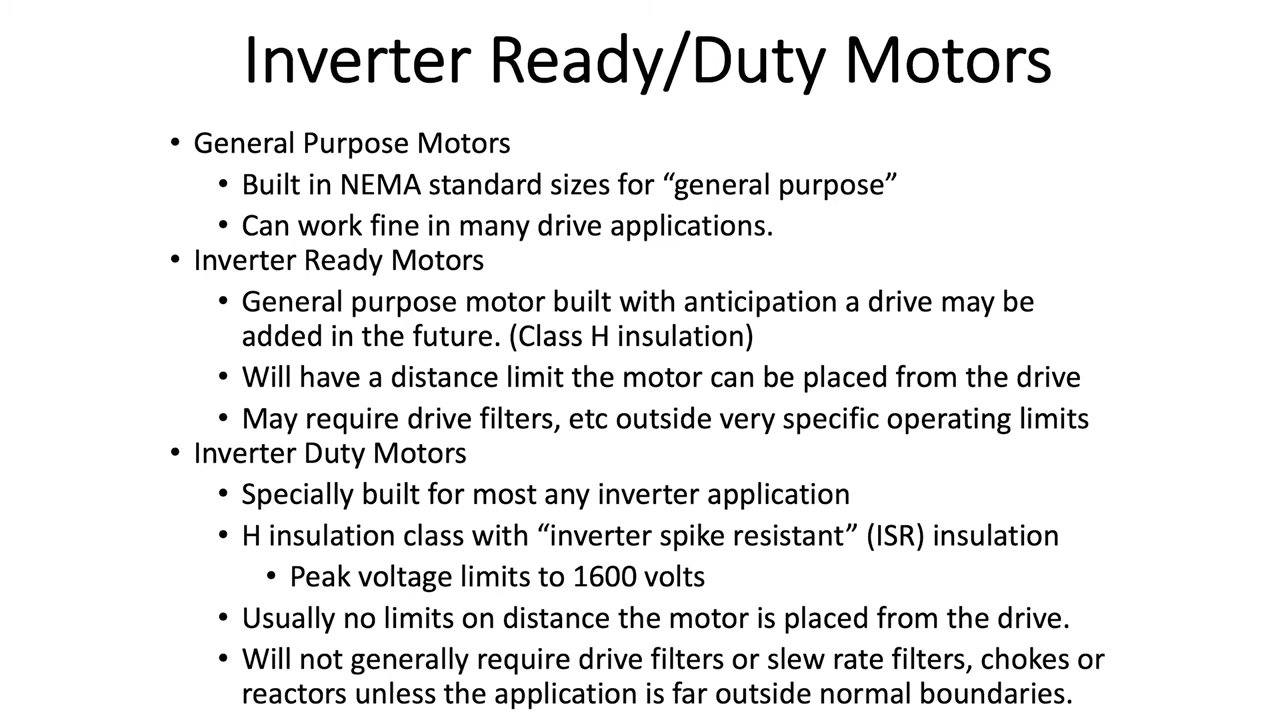 Inverter Ready/Duty Motors
• General Purpose Motors
• Built in NEMA standard sizes for “general purpose”
• Can work fine in many drive applications.
• Inverter Ready Motors
• General purpose motor built with anticipation a drive may be
added in the future. (Class H insulation)
• Will have a distance limit the motor can be placed from the drive
• May require drive filters, etc outside very specific operating limits
• Inverter Duty Motors
• Specially built for most any inverter application
• H insulation class with “inverter spike resistant” (ISR) insulation
• Peak voltage limits to 1600 volts
• Usually no limits on distance the motor is placed from the drive.
• Will not generally require drive filters or slew rate filters, chokes or
reactors unless the application is far outside normal boundaries.